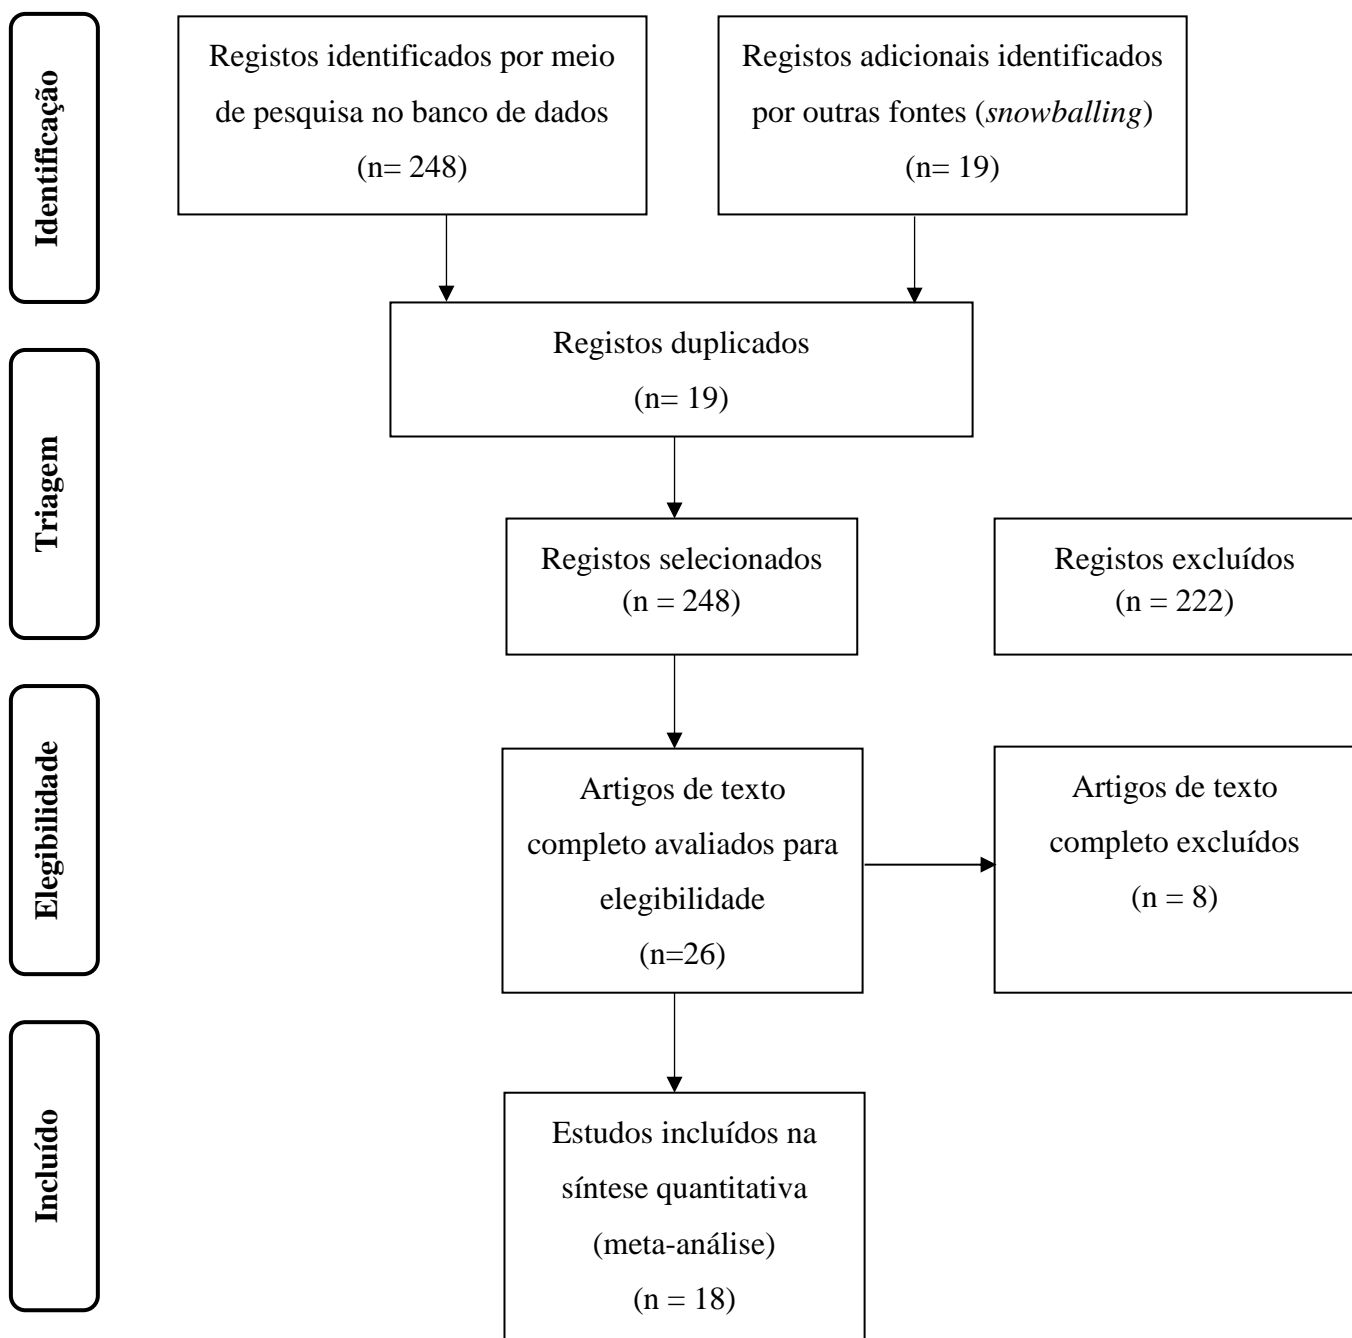 Identificação
Registos identificados por meio
de pesquisa no banco de dados
(n= 248)
Registos adicionais identificados
por outras fontes (snowballing)
(n= 19)
Registos duplicados
(n= 19)
Triagem
Registos selecionados
(n = 248)
Registos excluídos
(n = 222)
Elegibilidade
Artigos de texto
completo avaliados para
elegibilidade
(n=26)
Artigos de texto
completo excluídos
(n = 8)
Incluído
Estudos incluídos na
síntese quantitativa
(meta-análise)
(n = 18)